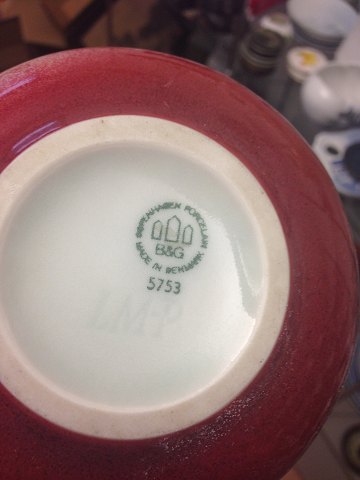 COPENHAGEN PORCELAIN
B&G
MADE IN DENMARK
5753